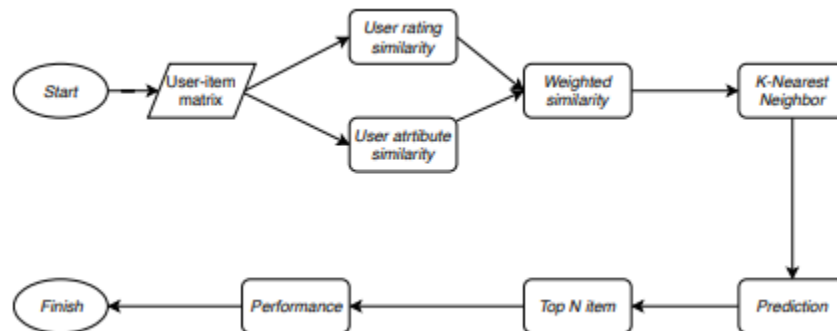 Start
User-item
matrix
User rating
similarity
User atrtibute
similarity
Weighted
similarity
K-Nearest
Neighbor
Prediction
Top N item
Performance
Finish